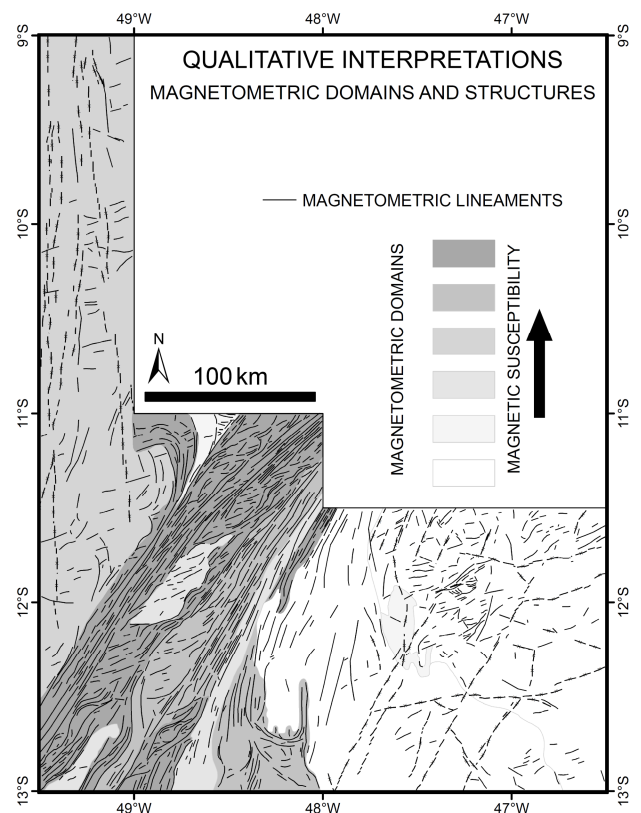 49°W 48°W 47°W
9°S 9°S
QUALITATIVE INTERPRETATIONS
MAGNETOMETRIC DOMAINS AND STRUCTURES
MAGNETOMETRIC LINEAMENTS
10°S 10°S
MAGNETOMETRIC DOMAINS
MAGNETIC SUSCEPTIBILITY
N
100 km
11°S 11°S
12°S 12°S
13°S 13°S
49°W 48°W 47°W